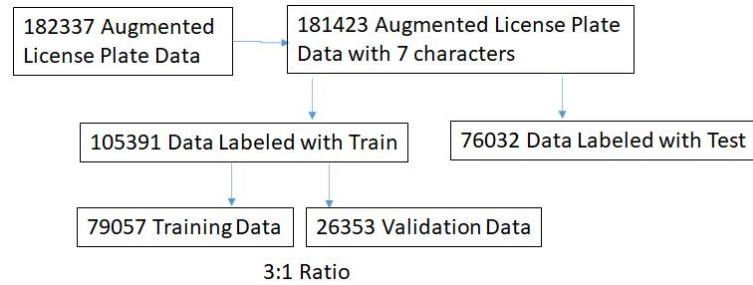 182337 Augmented
License Plate Data
181423 Augmented License Plate
Data with 7 characters
105391 Data Labeled with Train
76032 Data Labeled with Test
79057 Training Data
26353 Validation Data
3:1 Ratio